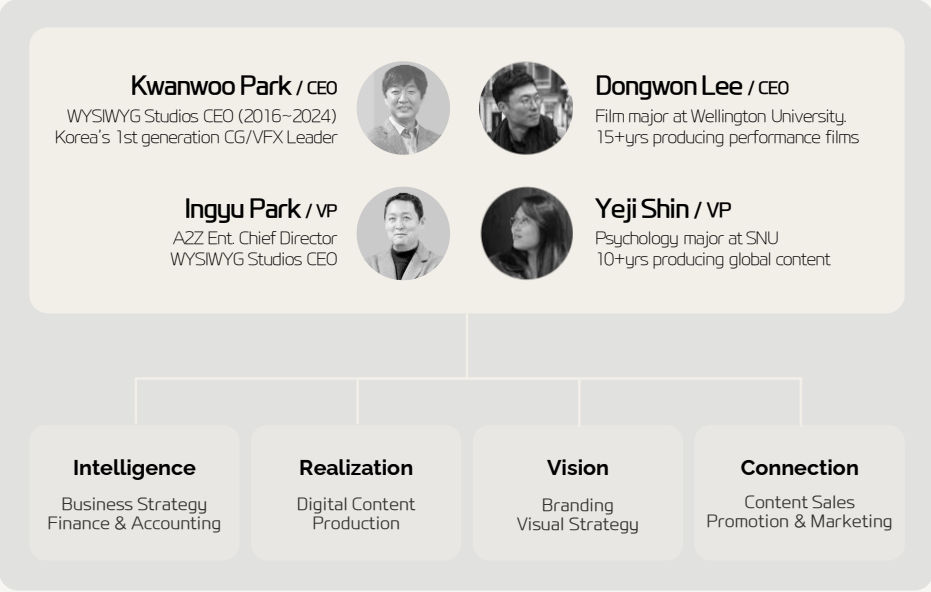 Kwanwoo Park / CEO
WYSIWYG Studios CEO (2016~2024)
Korea's 1st generation CG/VFX Leader
Dongwon Lee / CEO
Film major at Wellington University.
15+yrs producing performance films
Ingyu Park / VP
A2Z Ent. Chief Director
WYSIWYG Studios CEO
Yeji Shin / VP
Psychology major at SNU
10+yrs producing global content
Intelligence
Business Strategy
Finance & Accounting
Realization
Digital Content
Production
Vision
Branding
Visual Strategy
Connection
Content Sales
Promotion & Marketing